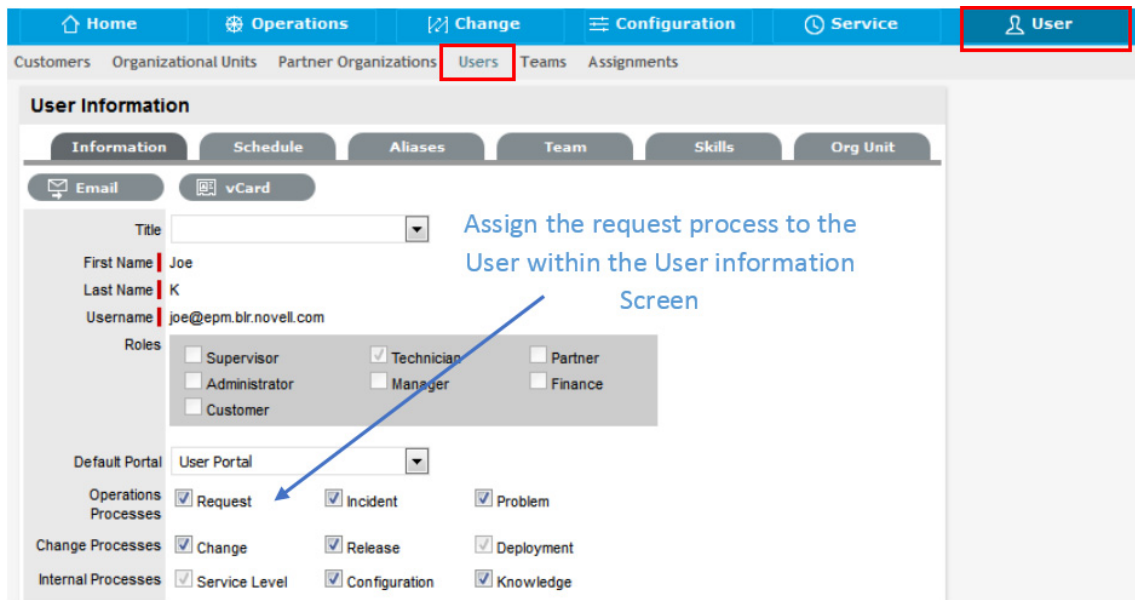 Home Operations Change Configuration Service User
Customers Organizational Units Partner Organizations Users Teams Assignments
User Information
Information Schedule Aliases Team Skills Org Unit
Email vCard
Title
Assign the request process to the
User within the User information
Screen
First Name Joe
Last Name K
Username joe@epm.blr.novell.com
Roles
Supervisor Technician Partner
Administrator Manager Finance
Customer
Default Portal User Portal
Operations
Processes
Request Incident Problem
Change Processes Change Release Deployment
Internal Processes Service Level Configuration Knowledge